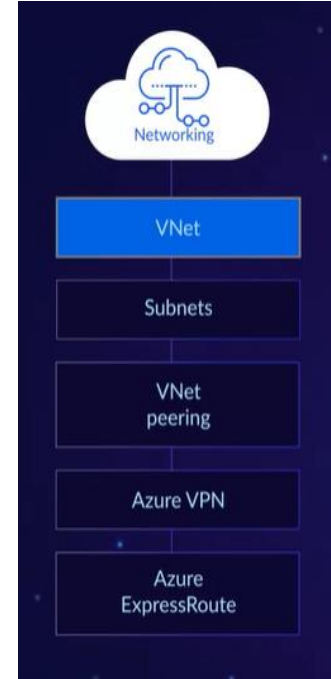 Networking
VNet
Subnets
VNet
peering
Azure VPN
Azure
ExpressRoute